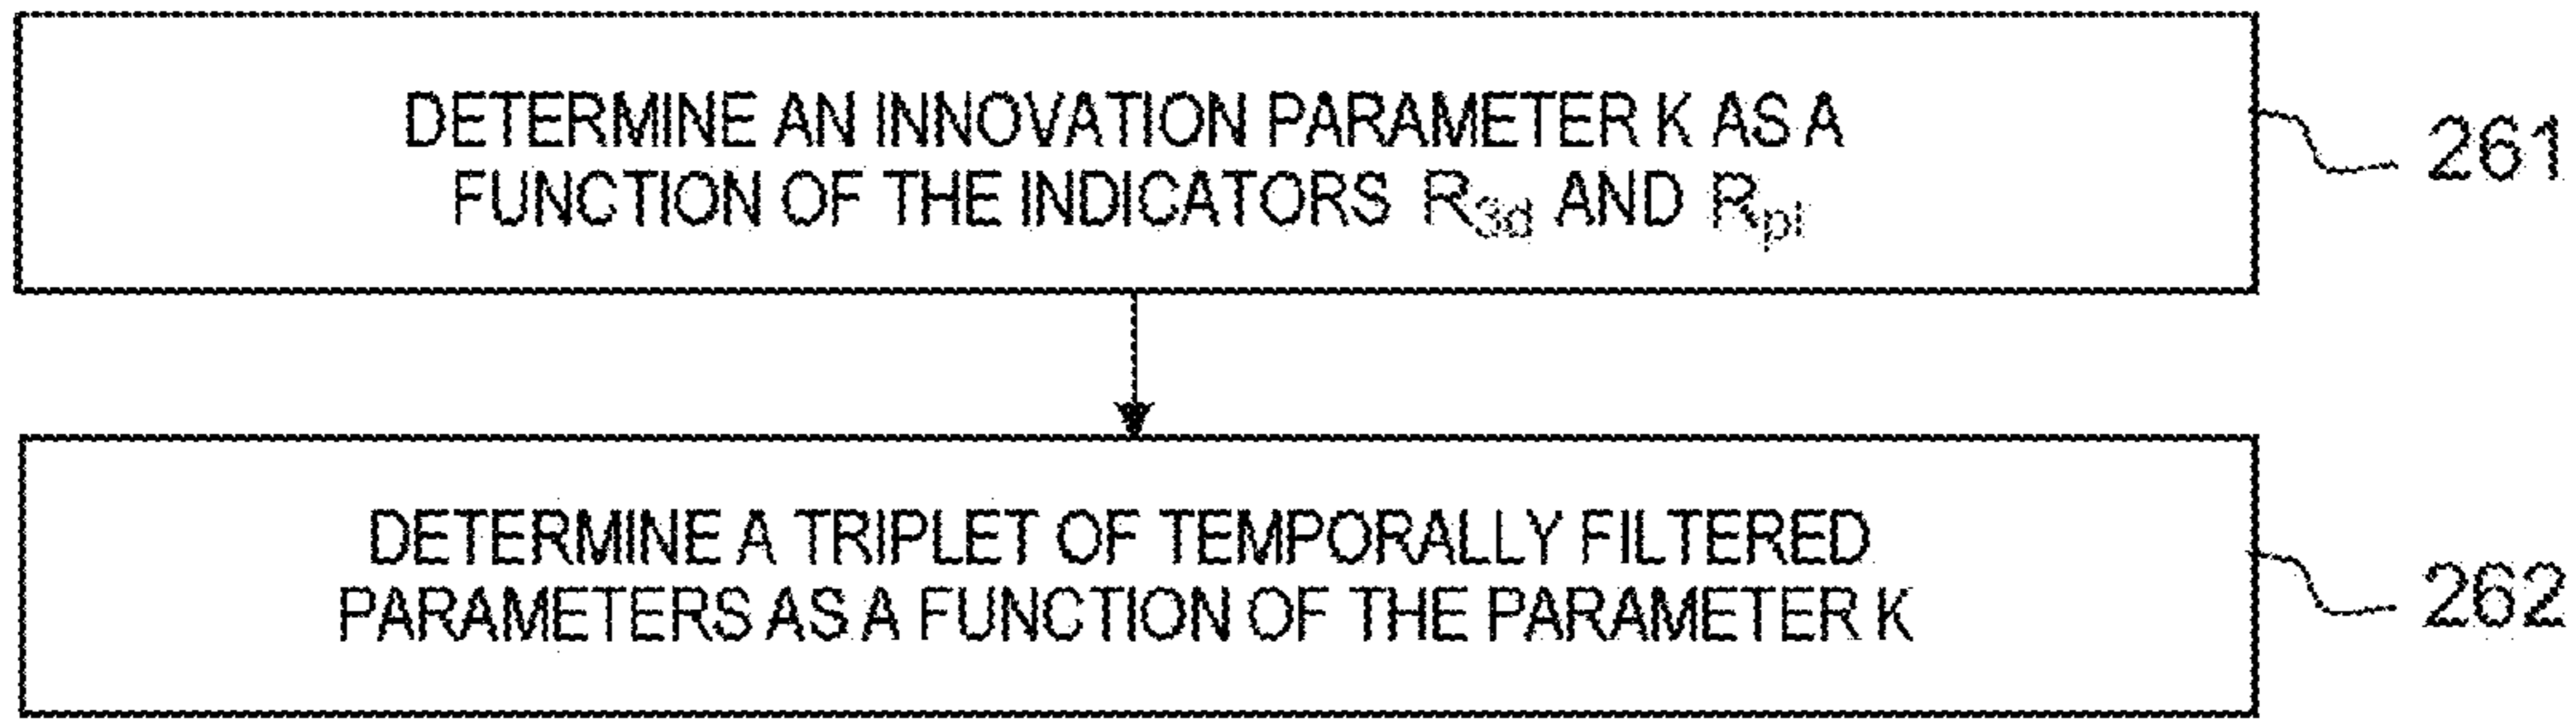 DETERMINE AN INNOVATION PARAMETER K AS A
FUNCTION OF THE INDICATORS R3d AND Rpl
261
DETERMINE A TRIPLET OF TEMPORALLY FILTERED
PARAMETERS AS A FUNCTION OF THE PARAMETER K
262